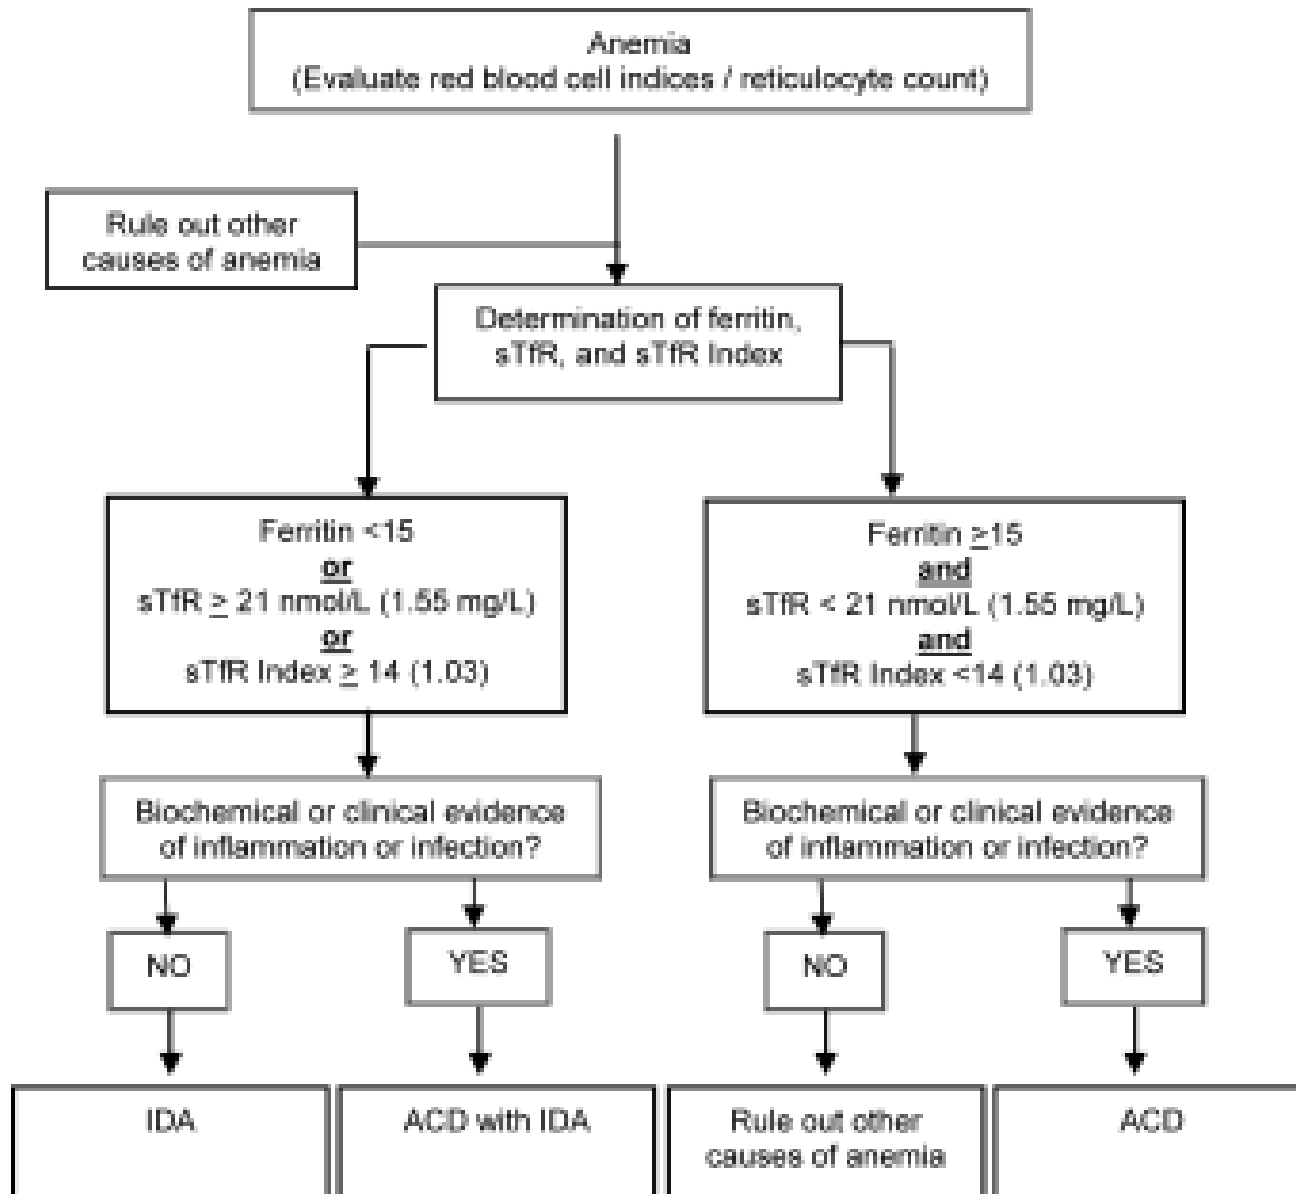 Anemia
(Evaluate red blood cell indices / reticulocyte count)
Rule out other
causes of anemia
Determination of ferritin,
sTfR, and sTfR Index
Ferritin <15
or
sTfR ≥ 21 nmol/L (1.55 mg/L)
or
sTfR Index ≥ 14 (1.03)
Ferritin ≥15
and
sTfR < 21 nmol/L (1.55 mg/L)
and
sTfR Index <14 (1.03)
Biochemical or clinical evidence
of inflammation or infection?
Biochemical or clinical evidence
of inflammation or infection?
NO
YES
NO
YES
IDA
ACD with IDA
Rule out other
causes of anemia
ACD